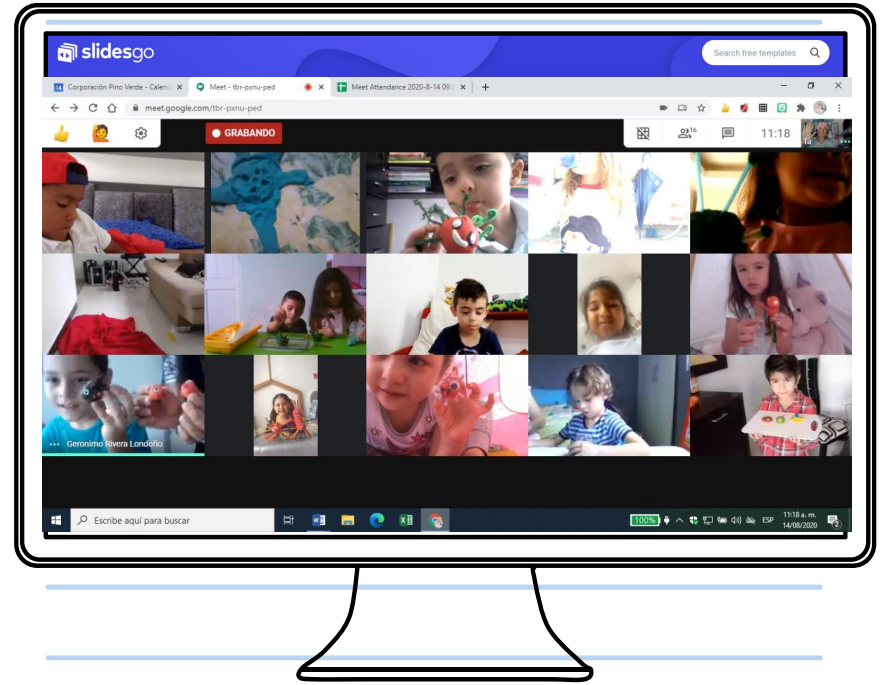 slidesgo
Search free templates
Corporación Pino Verde - Calend
Meet - tbr-pxnu-ped
Meet Attendance 2020-8-14 09:
meet.google.com/tbr-pxnu-ped
GRABANDO
16
11:18
Tú
Geronimo Rivera Londoño
Escribe aquí para buscar
100%
ESP
11:18 a. m.
14/08/2020
2